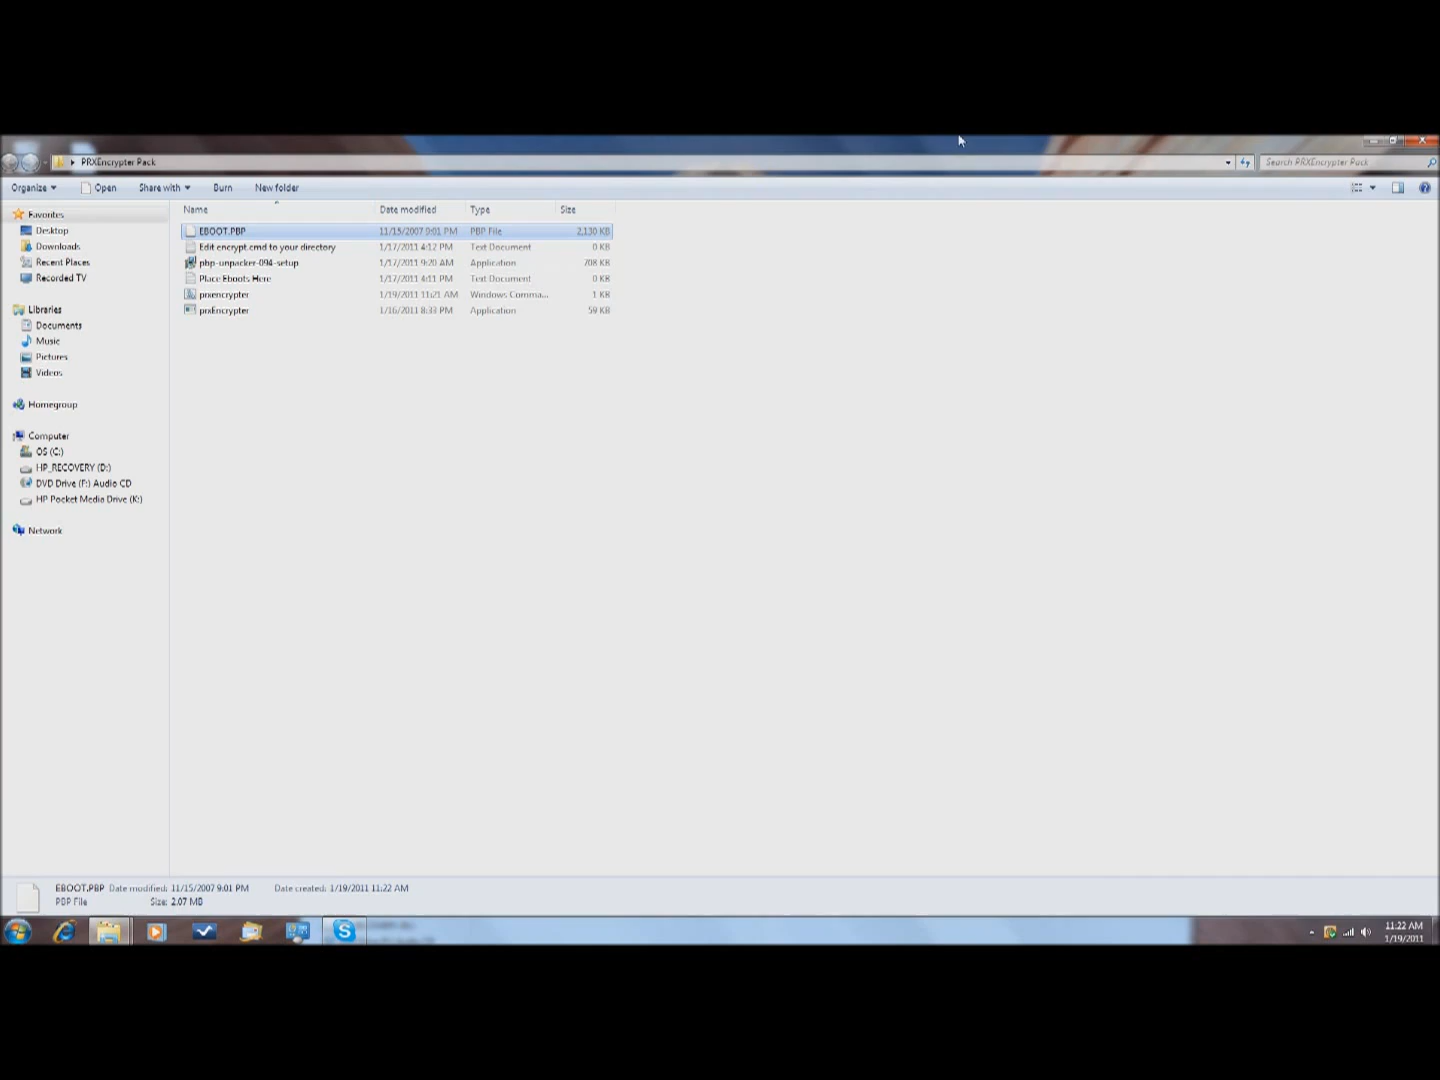 PRXEncrypter Pack
Search PRXEncrypter Pack
Organize Open Share with Burn New folder
Name Date modified Type Size
Favorites
Desktop
Downloads
Recent Places
Recorded TV
Libraries
Documents
Music
Pictures
Videos
Homegroup
Computer
OS (C:)
HP_RECOVERY (D:)
DVD Drive (F:) Audio CD
HP Pocket Media Drive (K:)
Network
EBOOT.PBP 11/15/2007 9:01 PM PBP File 2,130 KB
Edit encrypt.cmd to your directory 1/17/2011 4:12 PM Text Document 0 KB
pbp-unpacker-094-setup 1/17/2011 9:20 AM Application 708 KB
Place Eboots Here 1/17/2011 4:11 PM Text Document 0 KB
prxencrypter 1/19/2011 11:21 AM Windows Comma... 1 KB
prxEncrypter 1/16/2011 8:33 PM Application 59 KB
EBOOT.PBP Date modified: 11/15/2007 9:01 PM Date created: 1/19/2011 11:22 AM
PBP File Size: 2.07 MB
11:22 AM
1/19/2011